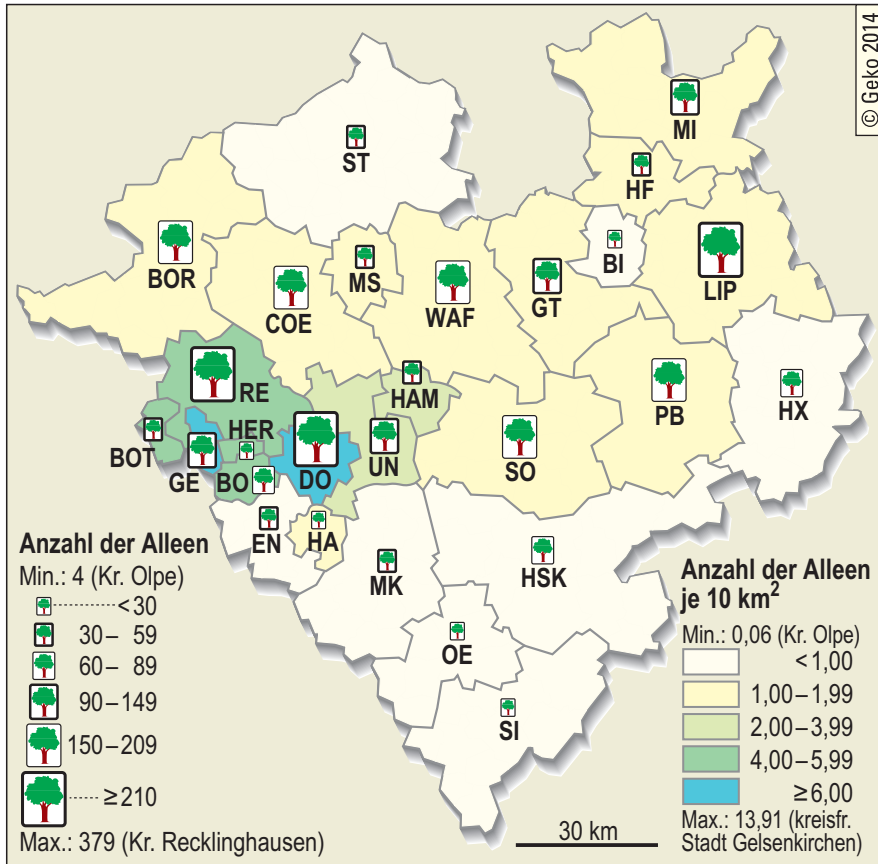 © Geko 2014
MI
ST
HF
BI
BOR
MS
LIP
COE
WAF
GT
RE
HAM
HER
PB
HX
BOT
GE
BO
DO
UN
SO
EN
HA
MK
HSK
OE
SI
Anzahl der Alleen
Min.: 4 (Kr. Olpe)
<30
30– 59
60– 89
90–149
150–209
≥210
Max.: 379 (Kr. Recklinghausen)
30 km
Anzahl der Alleen
je 10 km²
Min.: 0,06 (Kr. Olpe)
<1,00
1,00–1,99
2,00–3,99
4,00–5,99
≥6,00
Max.: 13,91 (kreisfr.
Stadt Gelsenkirchen)